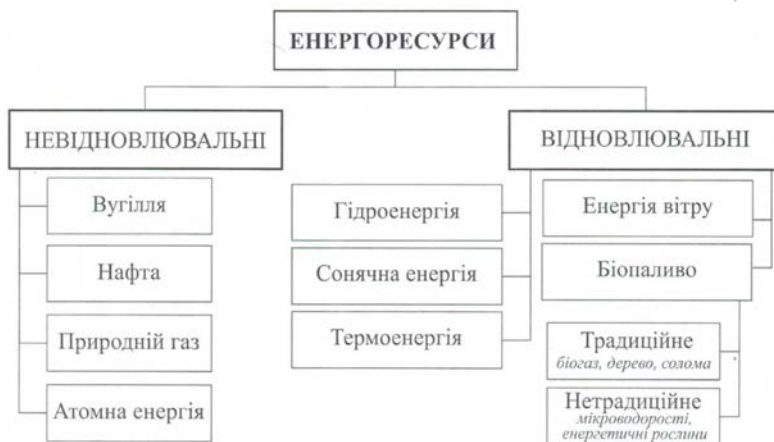 ЕНЕРГОРЕСУРСИ
НЕВІДНОВЛЮВАЛЬНІ
Вугілля
Нафта
Природній газ
Атомна енергія
ВІДНОВЛЮВАЛЬНІ
Гідроенергія
Сонячна енергія
Термоенергія
Енергія вітру
Біопаливо
Традиційне
біогаз, дерево, солома
Нетрадиційне
мікроводорості,
енергетичні рослини